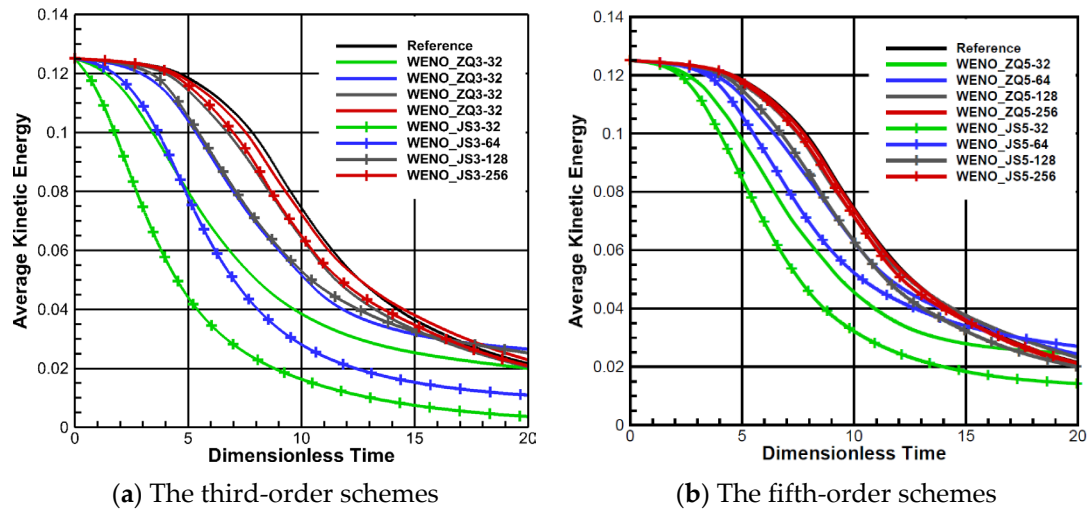 0.14
0.12
0.1
0.08
0.06
0.04
0.02
0
Average Kinetic Energy
Reference
WENO_ZQ3-32
WENO_ZQ3-32
WENO_ZQ3-32
WENO_ZQ3-32
WENO_JS3-32
WENO_JS3-64
WENO_JS3-128
WENO_JS3-256
0 5 10 15 20
Dimensionless Time
(a) The third-order schemes
0.14
0.12
0.1
0.08
0.06
0.04
0.02
0
Average Kinetic Energy
Reference
WENO_ZQ5-32
WENO_ZQ5-64
WENO_ZQ5-128
WENO_ZQ5-256
WENO_JS5-32
WENO_JS5-64
WENO_JS5-128
WENO_JS5-256
0 5 10 15 20
Dimensionless Time
(b) The fifth-order schemes